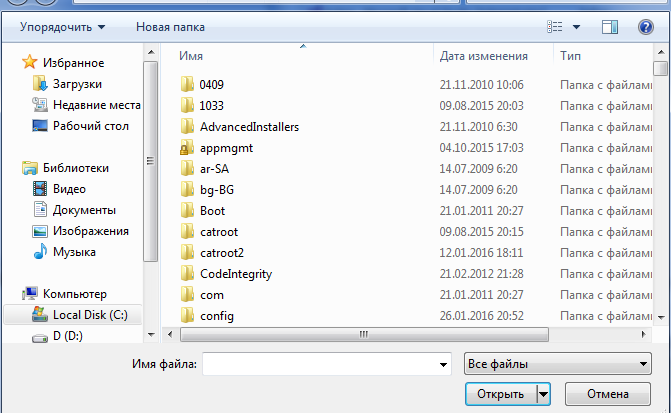 Упорядочить Новая папка
Имя Дата изменения Тип
Избранное
Загрузки
Недавние места
Рабочий стол
Библиотеки
Видео
Документы
Изображения
Музыка
Компьютер
Local Disk (C:)
D (D:)
0409 21.11.2010 10:06 Папка с файлами
1033 09.08.2015 20:03 Папка с файлами
AdvancedInstallers 21.11.2010 6:30 Папка с файлами
appmgmt 04.10.2015 17:03 Папка с файлами
ar-SA 14.07.2009 6:20 Папка с файлами
bg-BG 14.07.2009 6:20 Папка с файлами
Boot 21.01.2011 20:27 Папка с файлами
catroot 09.08.2015 20:15 Папка с файлами
catroot2 12.01.2016 18:11 Папка с файлами
CodeIntegrity 21.02.2012 21:28 Папка с файлами
com 21.01.2011 20:27 Папка с файлами
config 26.01.2016 20:52 Папка с файлами
Имя файла: Все файлы
Открыть Отмена